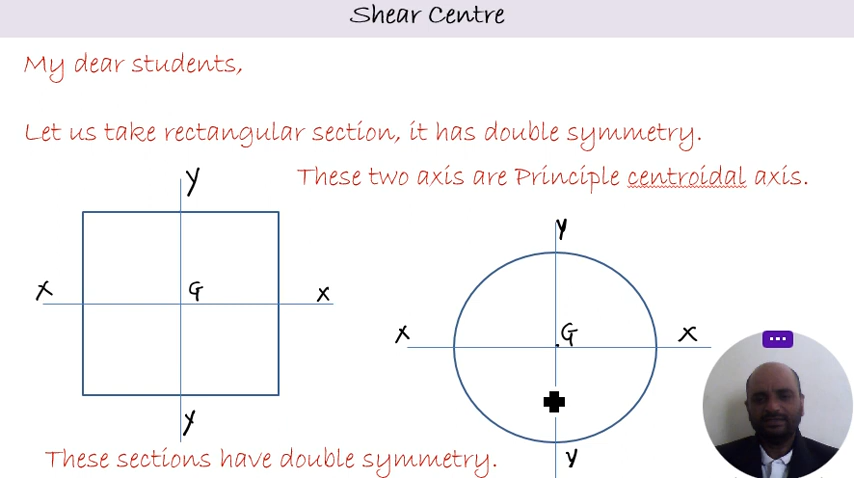 Shear Centre
My dear students,
Let us take rectangular section, it has double symmetry.
These two axis are Principle centroidal axis.
y
y
x G x
x G x
y
y
These sections have double symmetry.